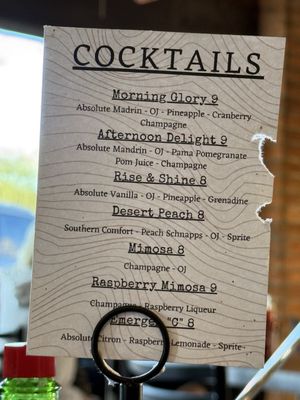 COCKTAILS
Morning Glory 9
Absolute Madrin - OJ - Pineapple - Cranberry
Champagne
Afternoon Delight 9
Absolute Mandrin - OJ - Pama Pomegranate
Pom Juice - Champagne
Rise & Shine 8
Absolute Vanilla - OJ - Pineapple - Grenadine
Desert Peach 8
Southern Comfort - Peach Schnapps - OJ - Sprite
Mimosa 8
Champagne - OJ
Raspberry Mimosa 9
Champagne - Raspberry Liqueur
"C" 8
Absolute Citron - Raspberry Lemonade - Sprite